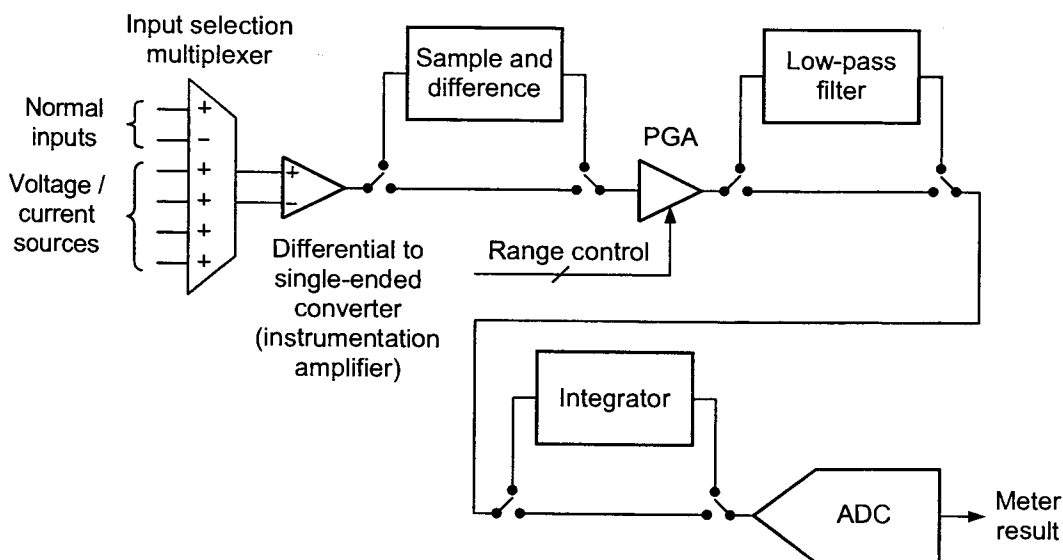 Input selection
multiplexer
Normal
inputs
Voltage /
current
sources
+
−
+
+
+
+
+
−
Differential to
single-ended
converter
(instrumentation
amplifier)
Sample and
difference
PGA
Range control
Low-pass
filter
Integrator
ADC
Meter
result